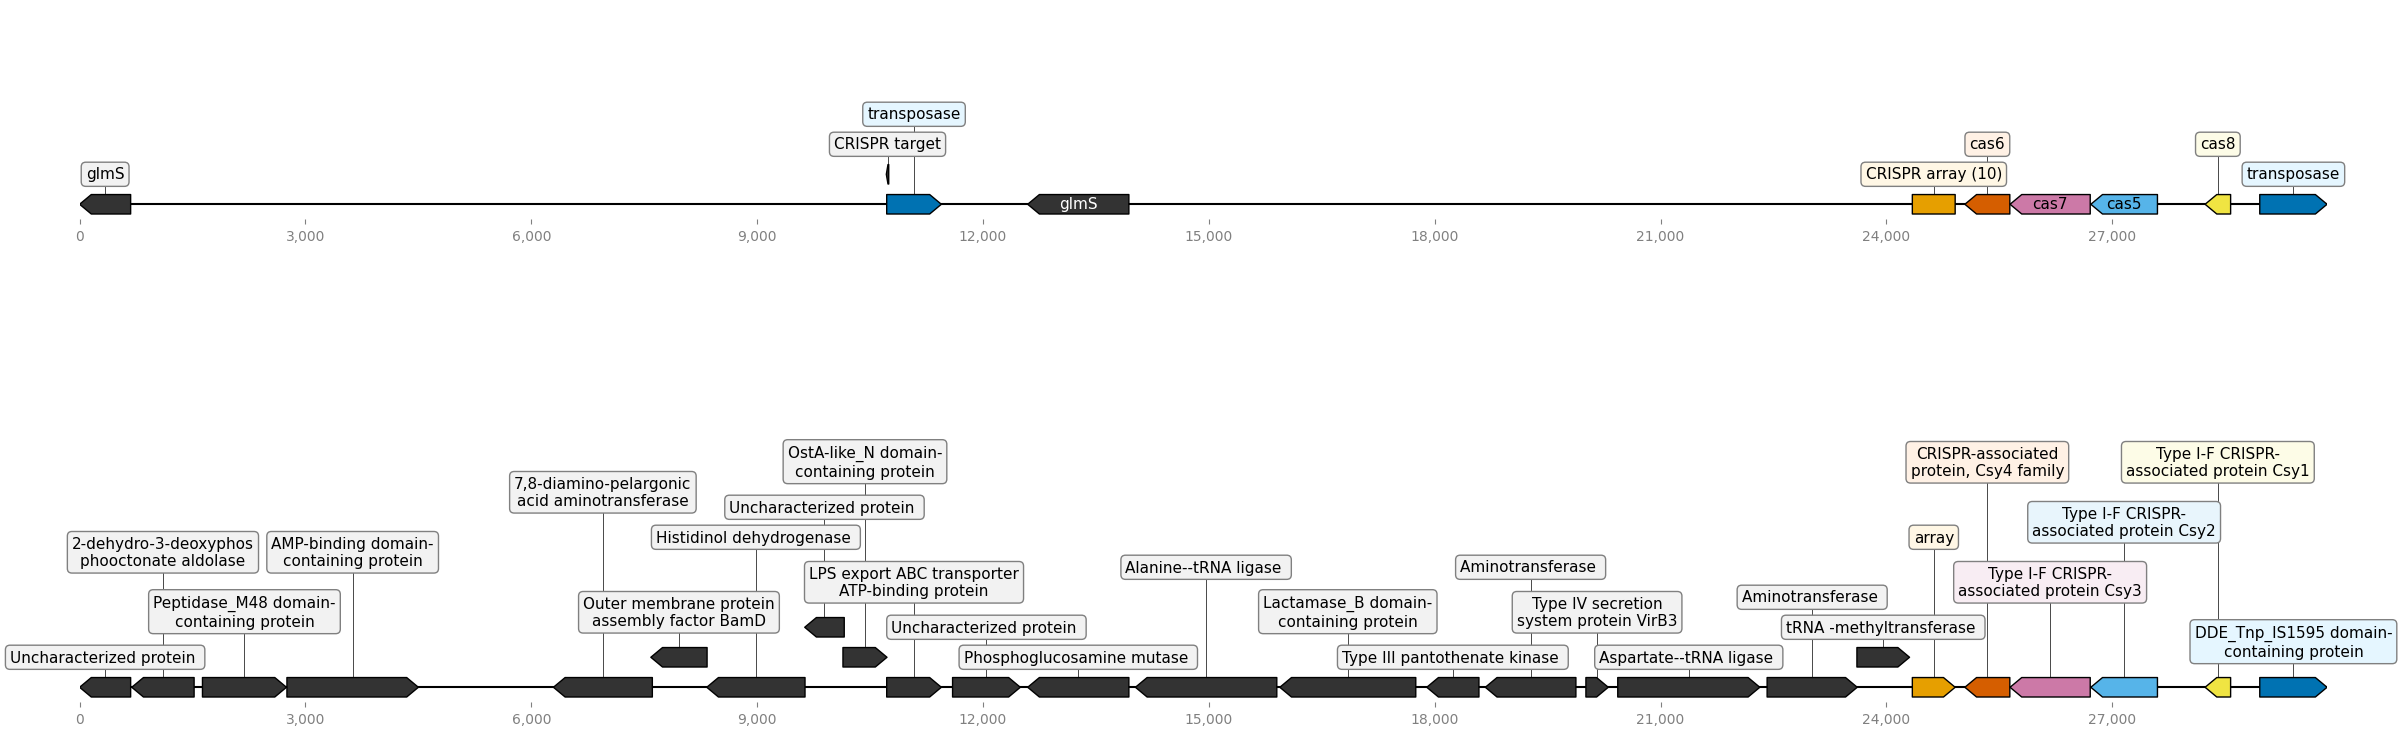 transposase
CRISPR target
cas6
cas8
glmS
CRISPR array (10)
transposase
glmS
cas7
cas5
0
3,000
6,000
9,000
12,000
15,000
18,000
21,000
24,000
27,000
OstA-like_N domain-
containing protein
CRISPR-associated
protein, Csy4 family
Type I-F CRISPR-
associated protein Csy1
7,8-diamino-pelargonic
acid aminotransferase
Uncharacterized protein
Type I-F CRISPR-
associated protein Csy2
Histidinol dehydrogenase
array
2-dehydro-3-deoxyphos
phooctonate aldolase
AMP-binding domain-
containing protein
LPS export ABC transporter
ATP-binding protein
Alanine--tRNA ligase
Aminotransferase
Type I-F CRISPR-
associated protein Csy3
Peptidase_M48 domain-
containing protein
Outer membrane protein
assembly factor BamD
Lactamase_B domain-
containing protein
Type IV secretion
system protein VirB3
Aminotransferase
Uncharacterized protein
tRNA -methyltransferase
DDE_Tnp_IS1595 domain-
containing protein
Uncharacterized protein
Phosphoglucosamine mutase
Type III pantothenate kinase
Aspartate--tRNA ligase
0
3,000
6,000
9,000
12,000
15,000
18,000
21,000
24,000
27,000